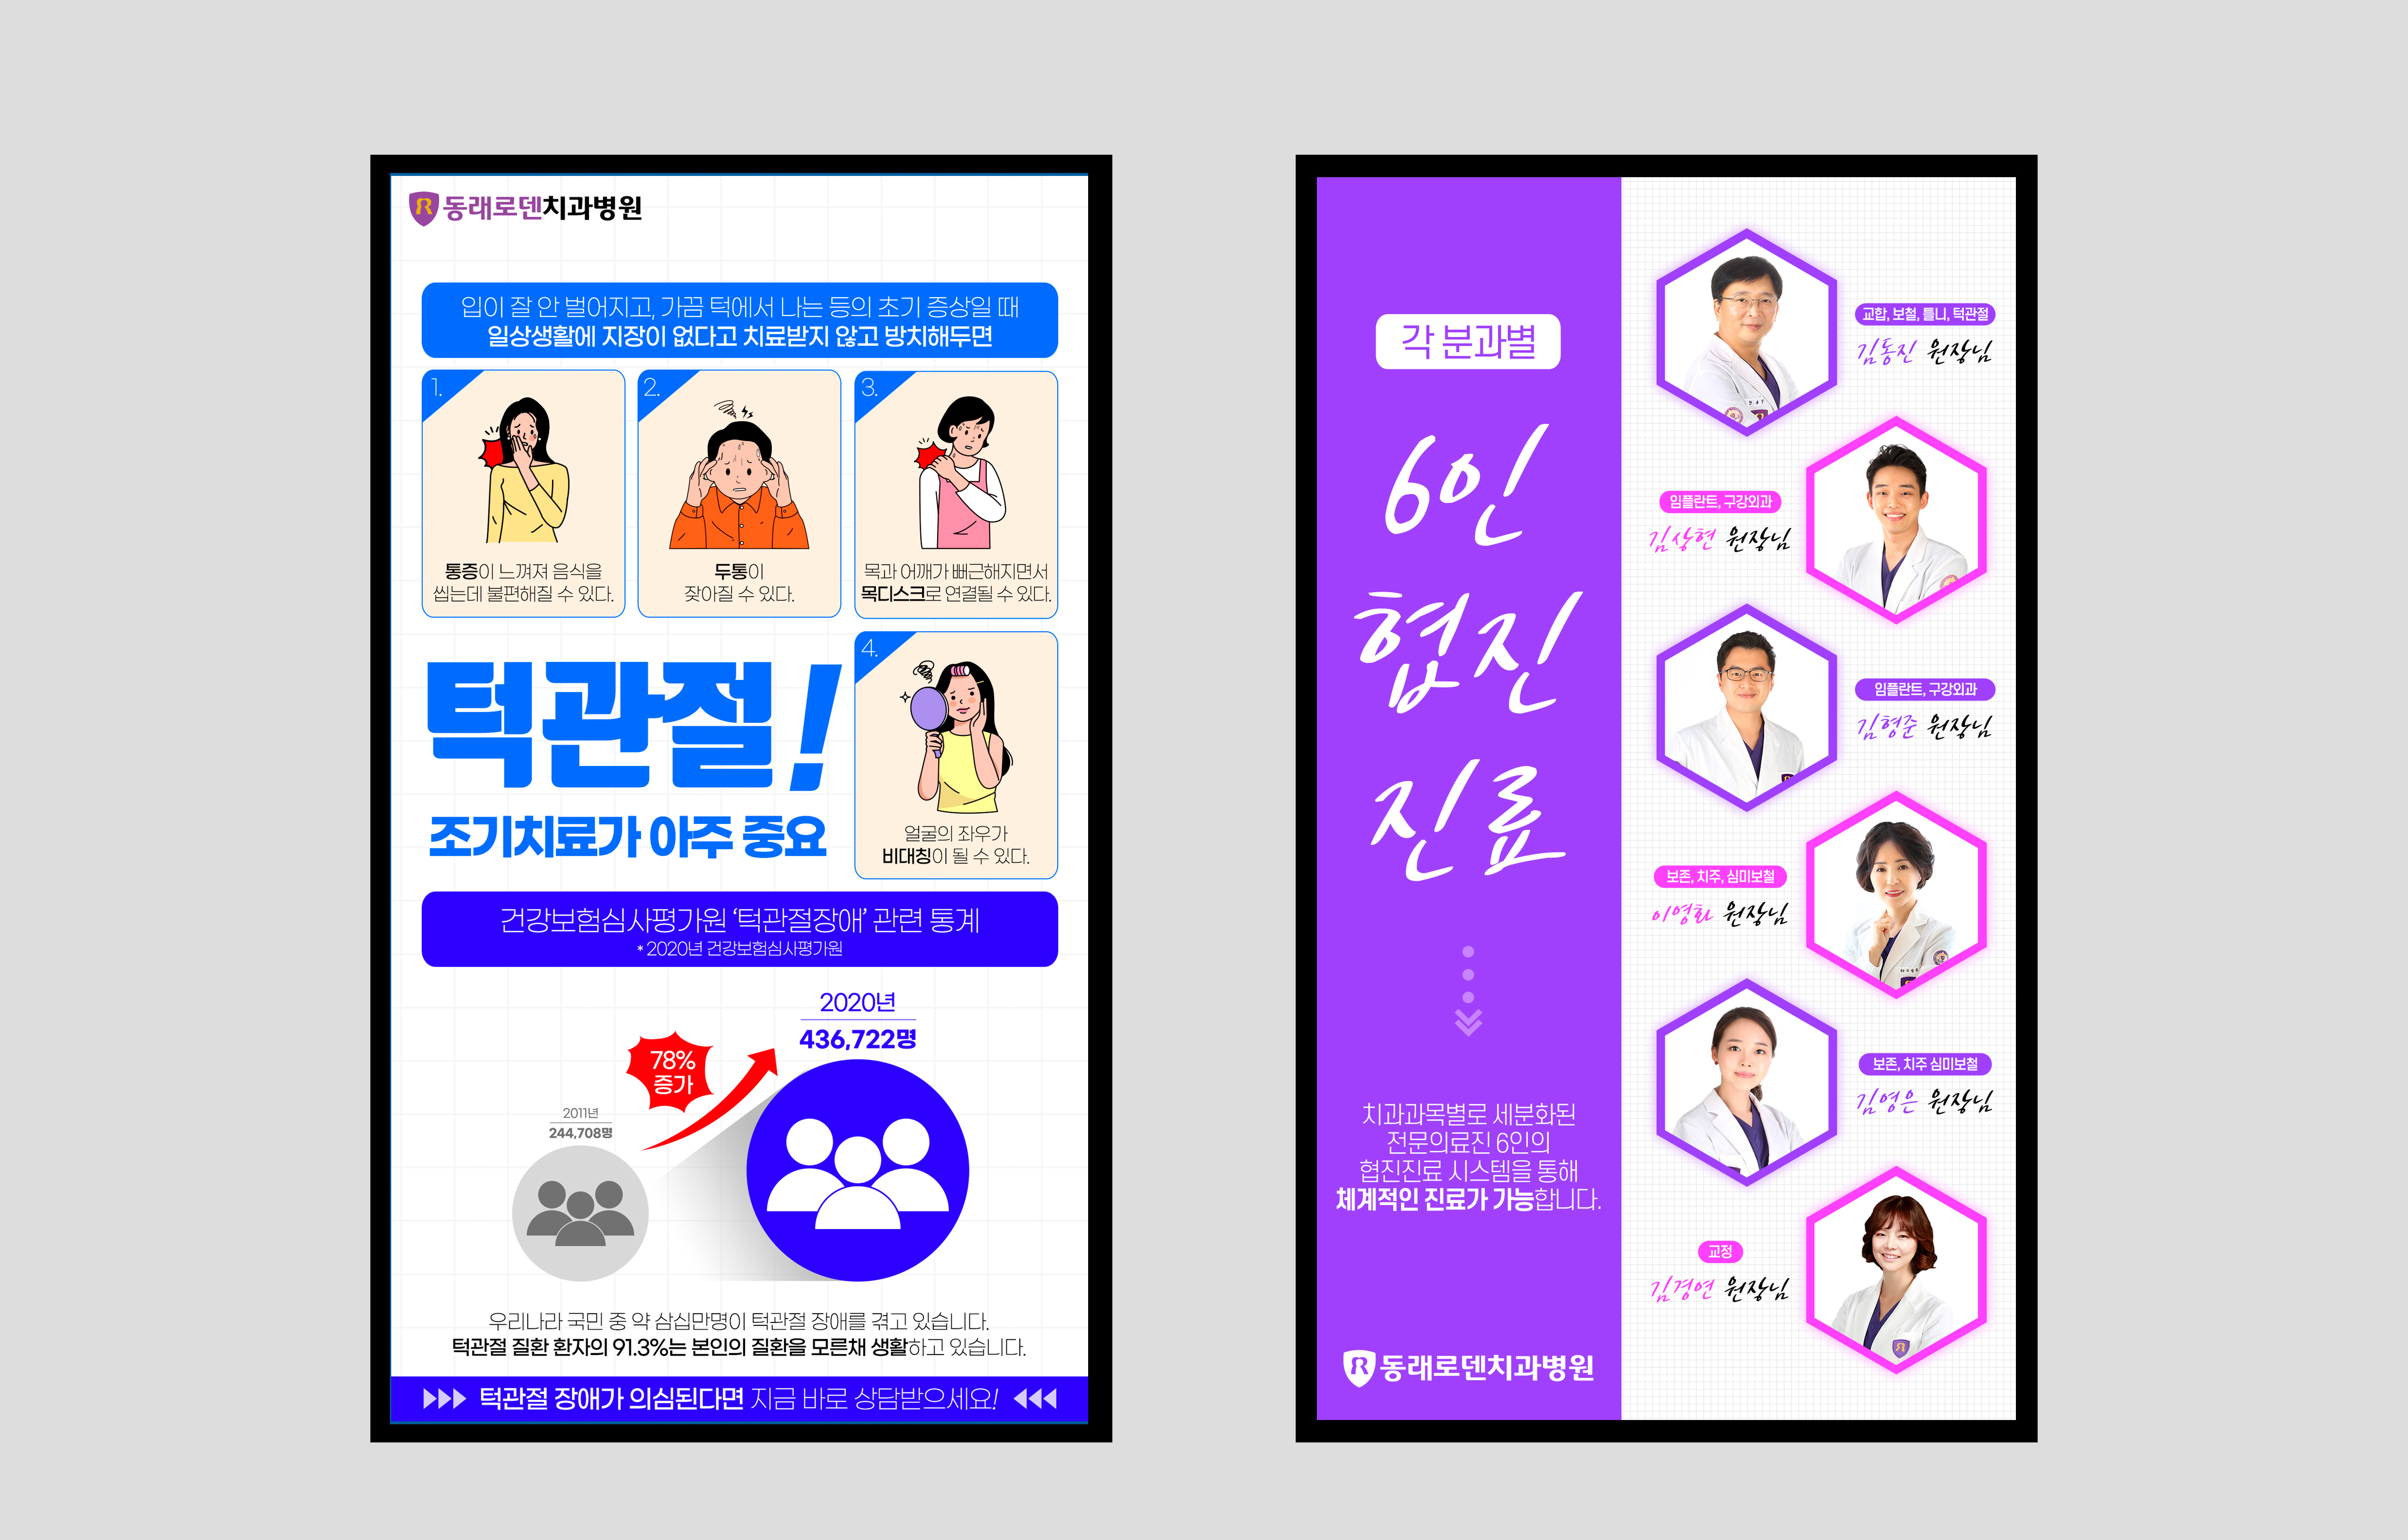 동래로덴치과병원
입이 잘 안 벌어지고, 가끔 턱에서 나는 등의 초기 증상일 때
일상생활에 지장이 없다고 치료받지 않고 방치해두면
1.
통증이 느껴져 음식을
씹는데 불편해질 수 있다.
2.
두통이
잦아질 수 있다.
3.
목과 어깨가 뻐근해지면서
목디스크로 연결될 수 있다.
턱관절!
조기치료가 아주 중요
4.
얼굴의 좌우가
비대칭이 될 수 있다.
건강보험심사평가원 ‘턱관절장애’ 관련 통계
* 2020년 건강보험심사평가원
2020년
436,722명
78%
증가
2011년
244,708명
우리나라 국민 중 약 삼십만명이 턱관절 장애를 겪고 있습니다.
턱관절 질환 환자의 91.3%는 본인의 질환을 모른채 생활하고 있습니다.
턱관절 장애가 의심된다면 지금 바로 상담받으세요!
각 분과별
6인
협진
진료
치과과목별로 세분화된
전문의료진 6인의
협진진료 시스템을 통해
체계적인 진료가 가능합니다.
동래로덴치과병원
교합, 보철, 틀니, 턱관절
김동진 원장님
임플란트, 구강외과
김상현 원장님
임플란트, 구강외과
김형준 원장님
보존, 치주, 심미보철
이영화 원장님
보존, 치주 심미보철
김영은 원장님
교정
김경연 원장님